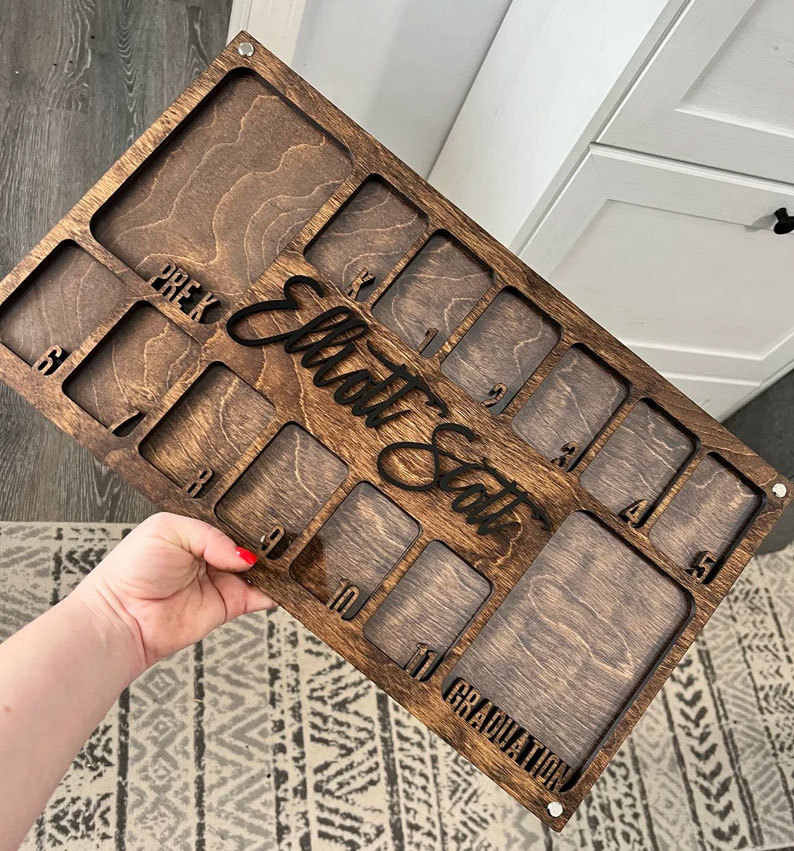 PRE K
K
1
2
3
4
5
Elliott Scott
6
7
8
9
10
11
GRADUATION